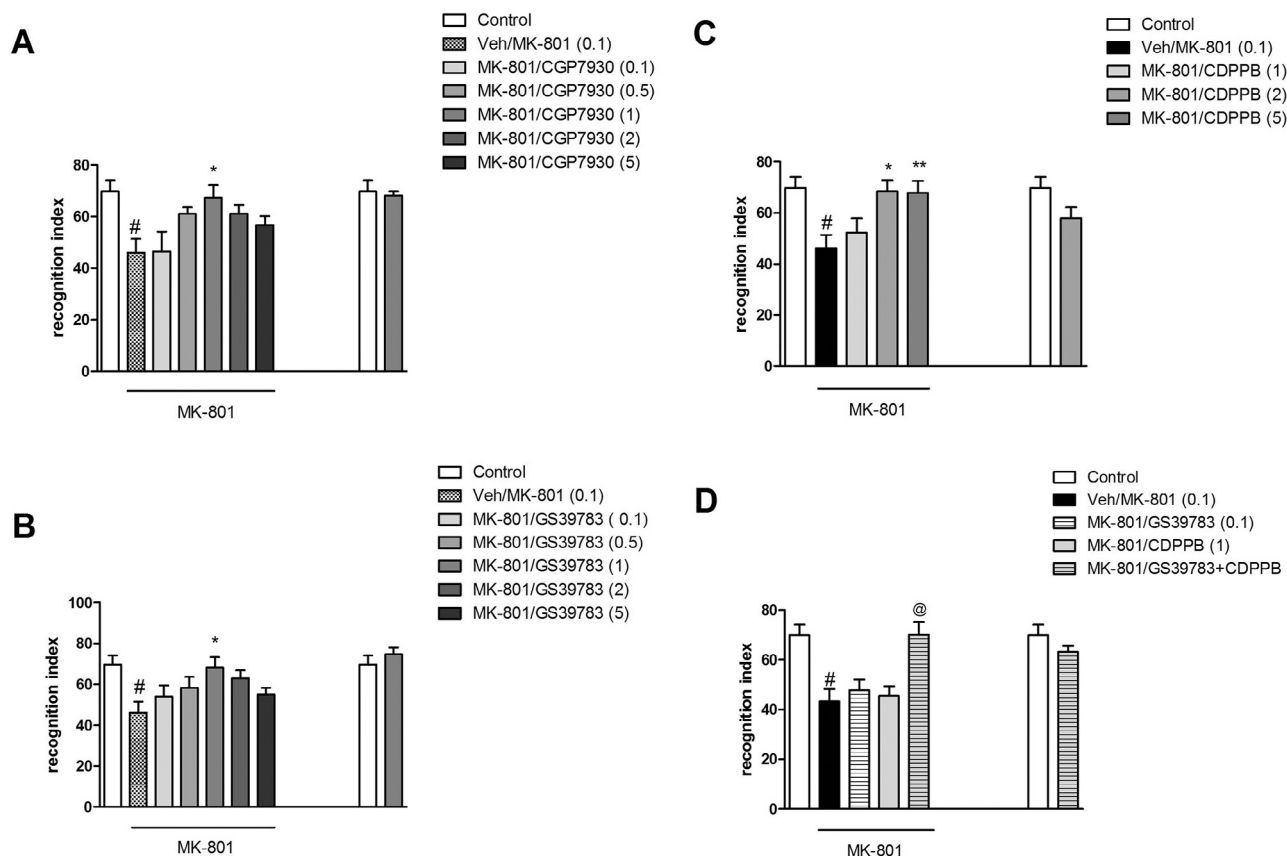 A
Control
Veh/MK-801 (0.1)
MK-801/CGP7930 (0.1)
MK-801/CGP7930 (0.5)
MK-801/CGP7930 (1)
MK-801/CGP7930 (2)
MK-801/CGP7930 (5)
recognition index
80
60
40
20
0
#
*
MK-801
C
Control
Veh/MK-801 (0.1)
MK-801/CDPPB (1)
MK-801/CDPPB (2)
MK-801/CDPPB (5)
recognition index
80
60
40
20
0
#
*
**
MK-801
B
Control
Veh/MK-801 (0.1)
MK-801/GS39783 ( 0.1)
MK-801/GS39783 (0.5)
MK-801/GS39783 (1)
MK-801/GS39783 (2)
MK-801/GS39783 (5)
recognition index
100
80
60
40
20
0
#
*
MK-801
D
Control
Veh/MK-801 (0.1)
MK-801/GS39783 (0.1)
MK-801/CDPPB (1)
MK-801/GS39783+CDPPB
recognition index
80
60
40
20
0
#
@
MK-801